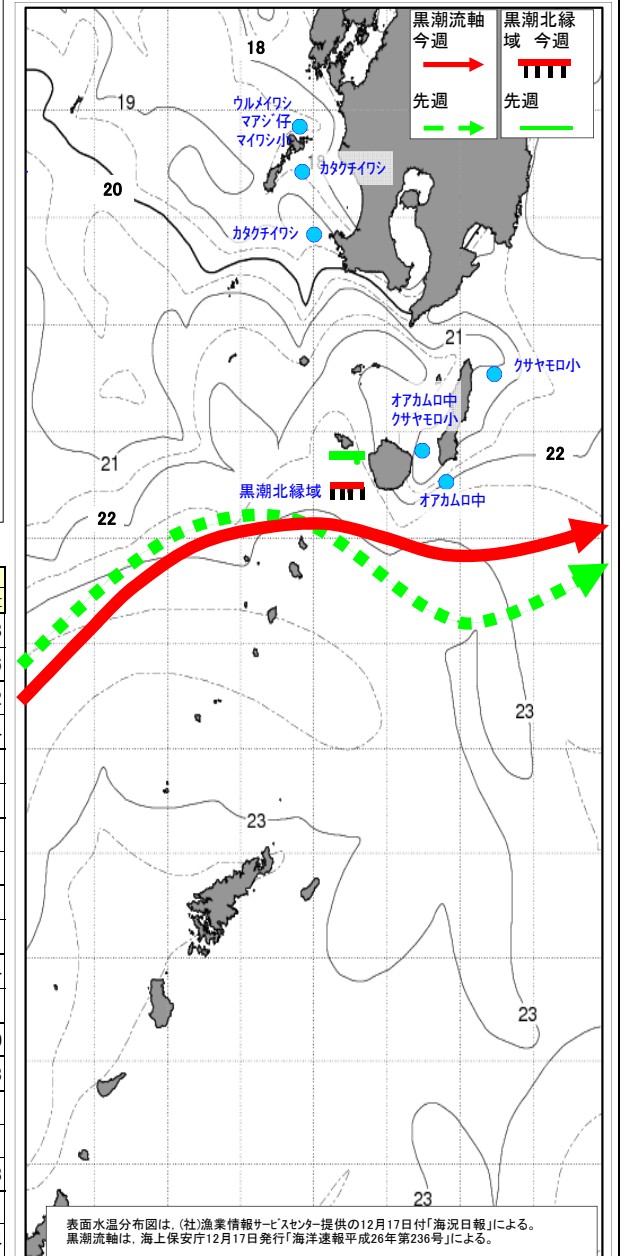 黒潮流軸
今週
先週
黒潮北縁
域 今週
先週
18
19
ウルメイワシ
マアジ仔
マイワシ小
カタクチイワシ
20
カタクチイワシ
21
クサヤモロ小
オアカムロ中
クサヤモロ小
21
22
黒潮北縁域
オアカムロ中
22
23
23
23
23
表面水温分布図は，(社)漁業情報サービスセンター提供の12月17日付「海況日報」による。
黒潮流軸は，海上保安庁12月17日発行「海洋速報平成26年第236号」による。